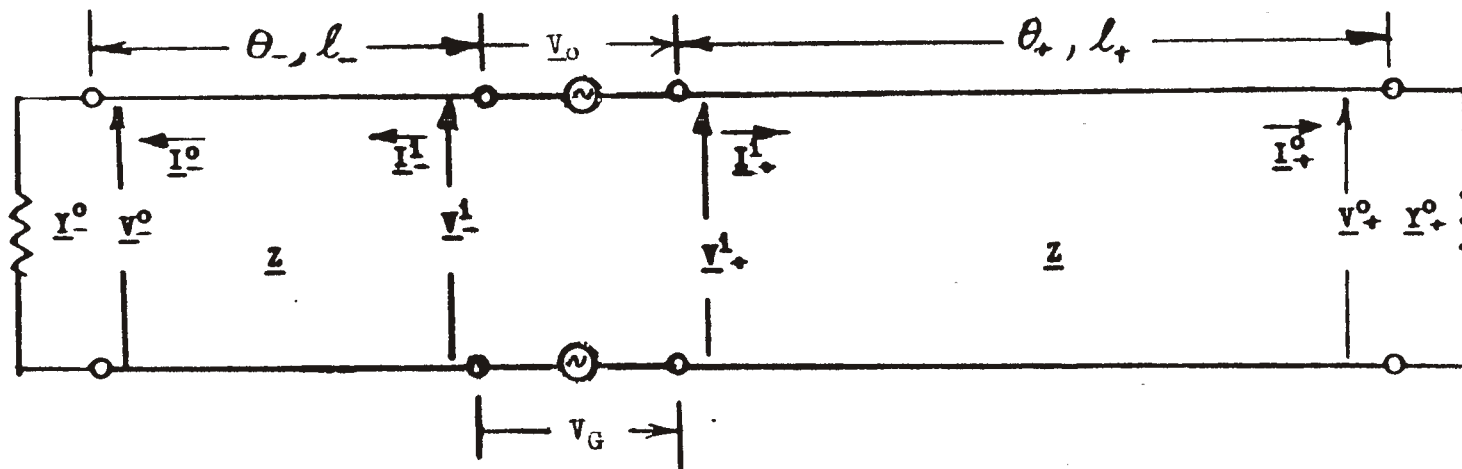 θ₋, ℓ₋
V₀
θ₊, ℓ₊
I⁰₋
I¹₋
I¹₊
I⁰₊
Y⁰₋
V⁰₋
Z
V¹₋
V¹₊
Z
V⁰₊
Y⁰₊
V_G